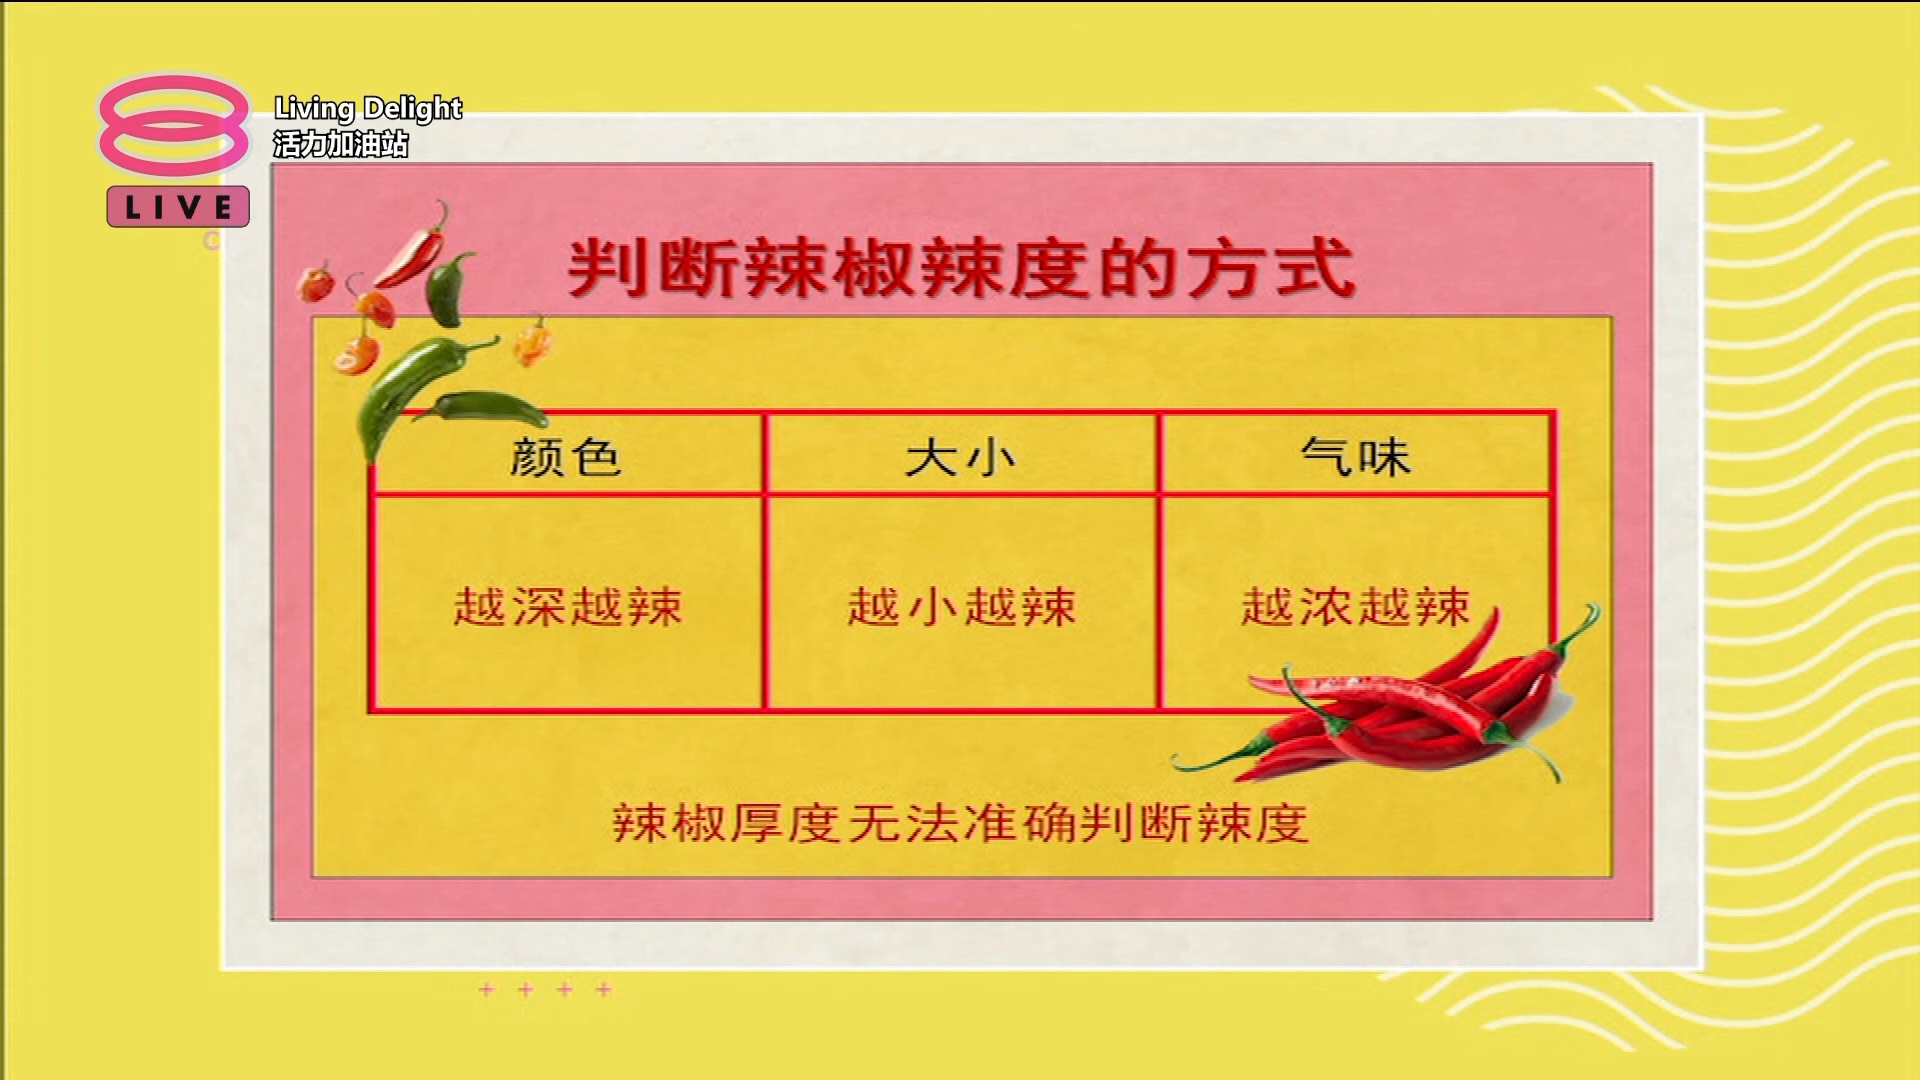 Living Delight
活力加油站
LIVE
判断辣椒辣度的方式
颜色 大小 气味
越深越辣 越小越辣 越浓越辣
辣椒厚度无法准确判断辣度